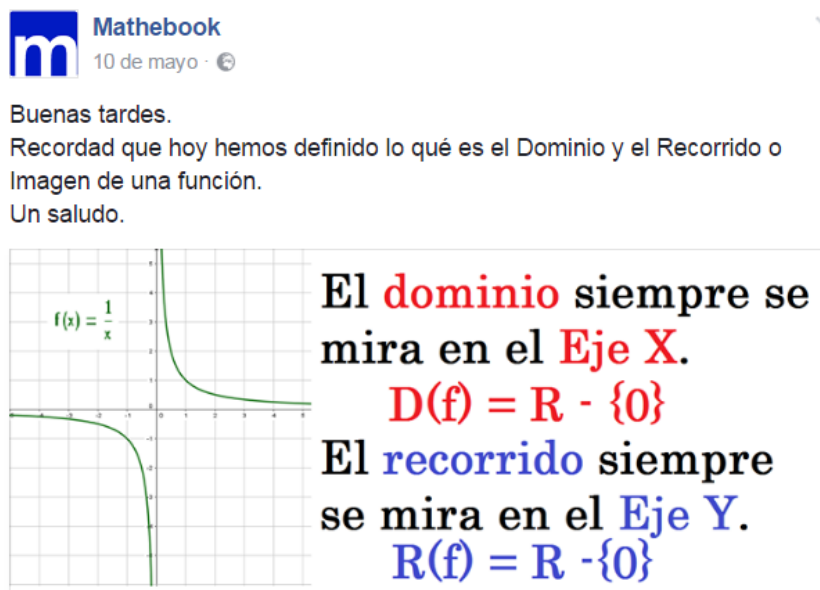 m
Mathebook
10 de mayo ·
Buenas tardes.
Recordad que hoy hemos definido lo qué es el Dominio y el Recorrido o
Imagen de una función.
Un saludo.
f(x) = 1/x
El dominio siempre se
mira en el Eje X.
D(f) = R - {0}
El recorrido siempre
se mira en el Eje Y.
R(f) = R -{0}